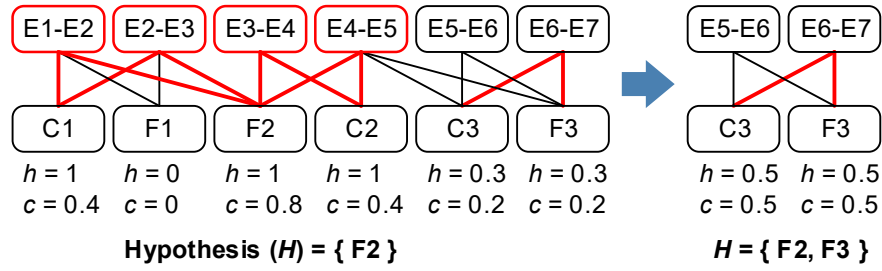 E1-E2 E2-E3 E3-E4 E4-E5 E5-E6 E6-E7 E5-E6 E6-E7
C1 F1 F2 C2 C3 F3 C3 F3
h = 1 h = 0 h = 1 h = 1 h = 0.3 h = 0.3 h = 0.5 h = 0.5
c = 0.4 c = 0 c = 0.8 c = 0.4 c = 0.2 c = 0.2 c = 0.5 c = 0.5
Hypothesis (H) = { F2 } H = { F2, F3 }